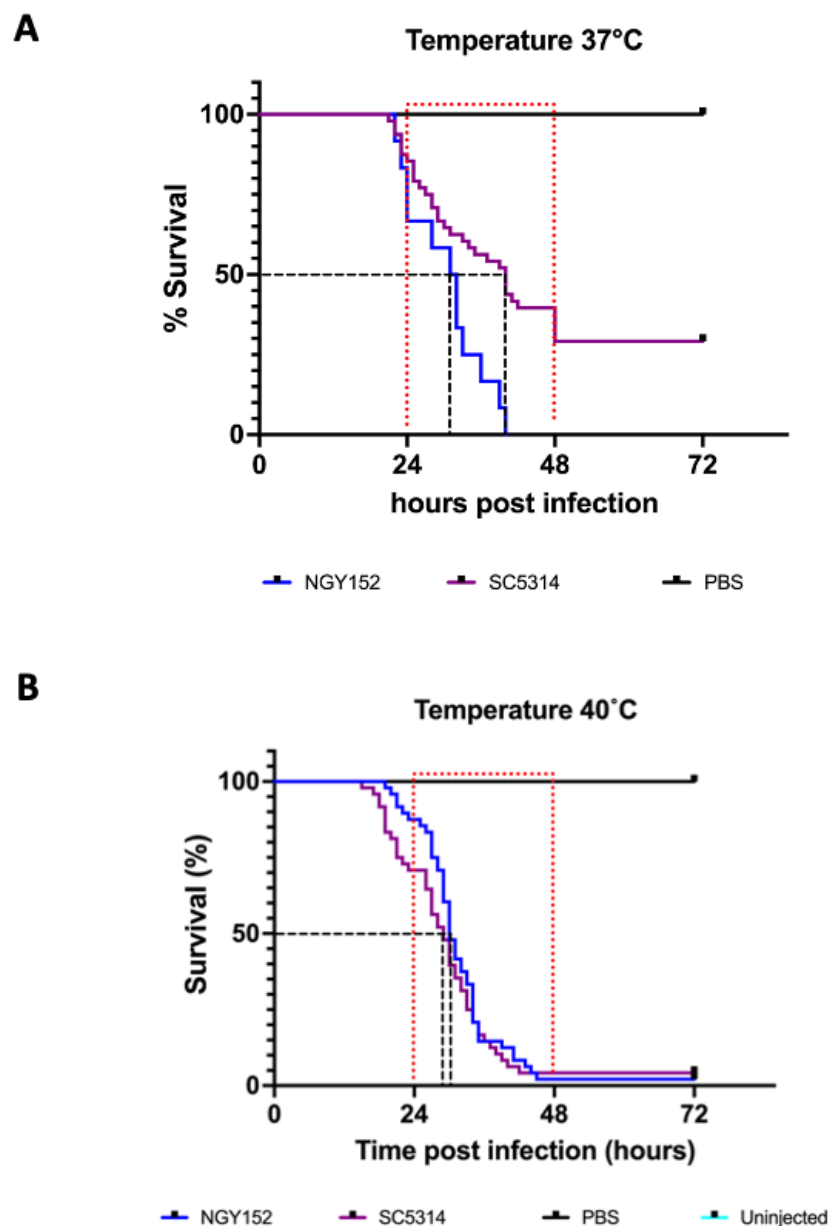 A
Temperature 37°C
100
50
0
% Survival
0 24 48 72
hours post infection
NGY152 SC5314 PBS
B
Temperature 40°C
100
50
0
Survival (%)
0 24 48 72
Time post infection (hours)
NGY152 SC5314 PBS Uninjected